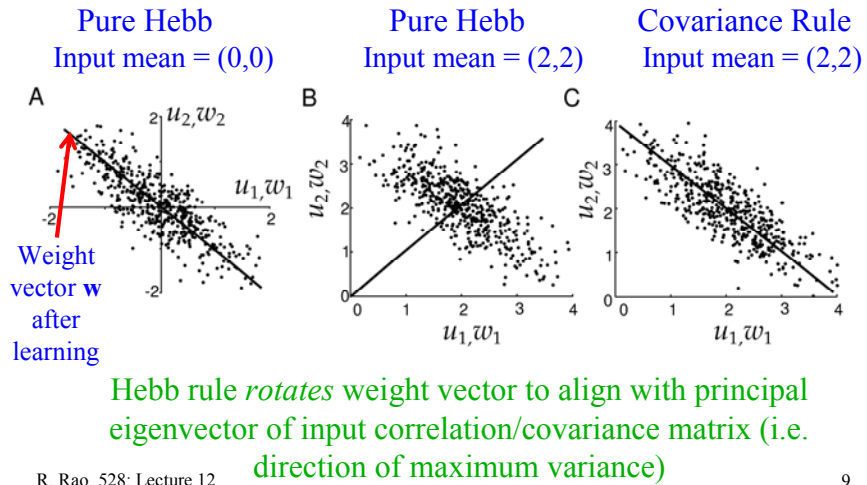 Pure Hebb
Input mean = (0,0)
Pure Hebb
Input mean = (2,2)
Covariance Rule
Input mean = (2,2)
A
2
u2,w2
u1,w1
-2
2
-2
Weight
vector w
after
learning
B
4
3
2
1
0
u2,w2
0 1 2 3 4
u1,w1
C
4
3
2
1
0
u2,w2
0 1 2 3 4
u1,w1
Hebb rule rotates weight vector to align with principal
eigenvector of input correlation/covariance matrix (i.e.
direction of maximum variance)
R. Rao, 528: Lecture 12
9